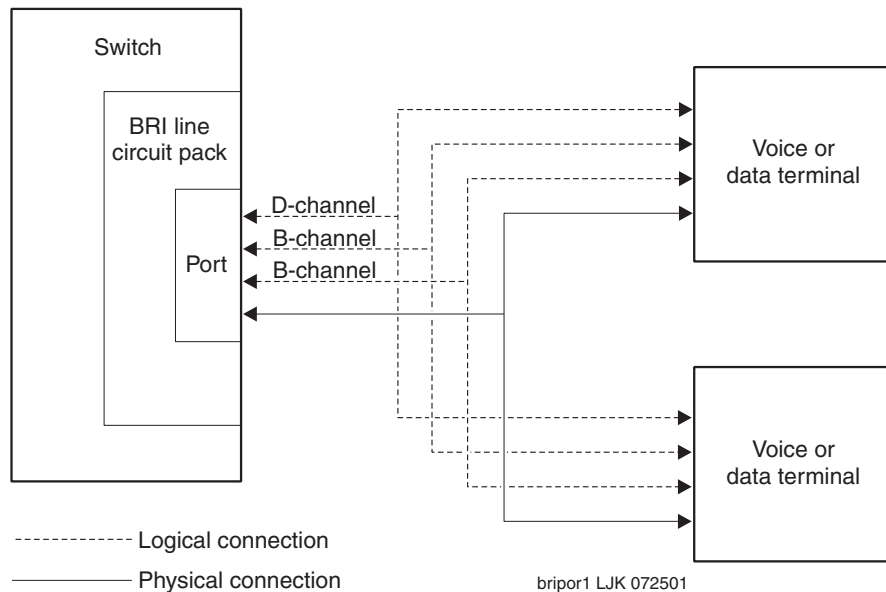 Switch
BRI line
circuit pack
Port
D-channel
B-channel
B-channel
Voice or
data terminal
Voice or
data terminal
Logical connection
Physical connection
bripor1 LJK 072501